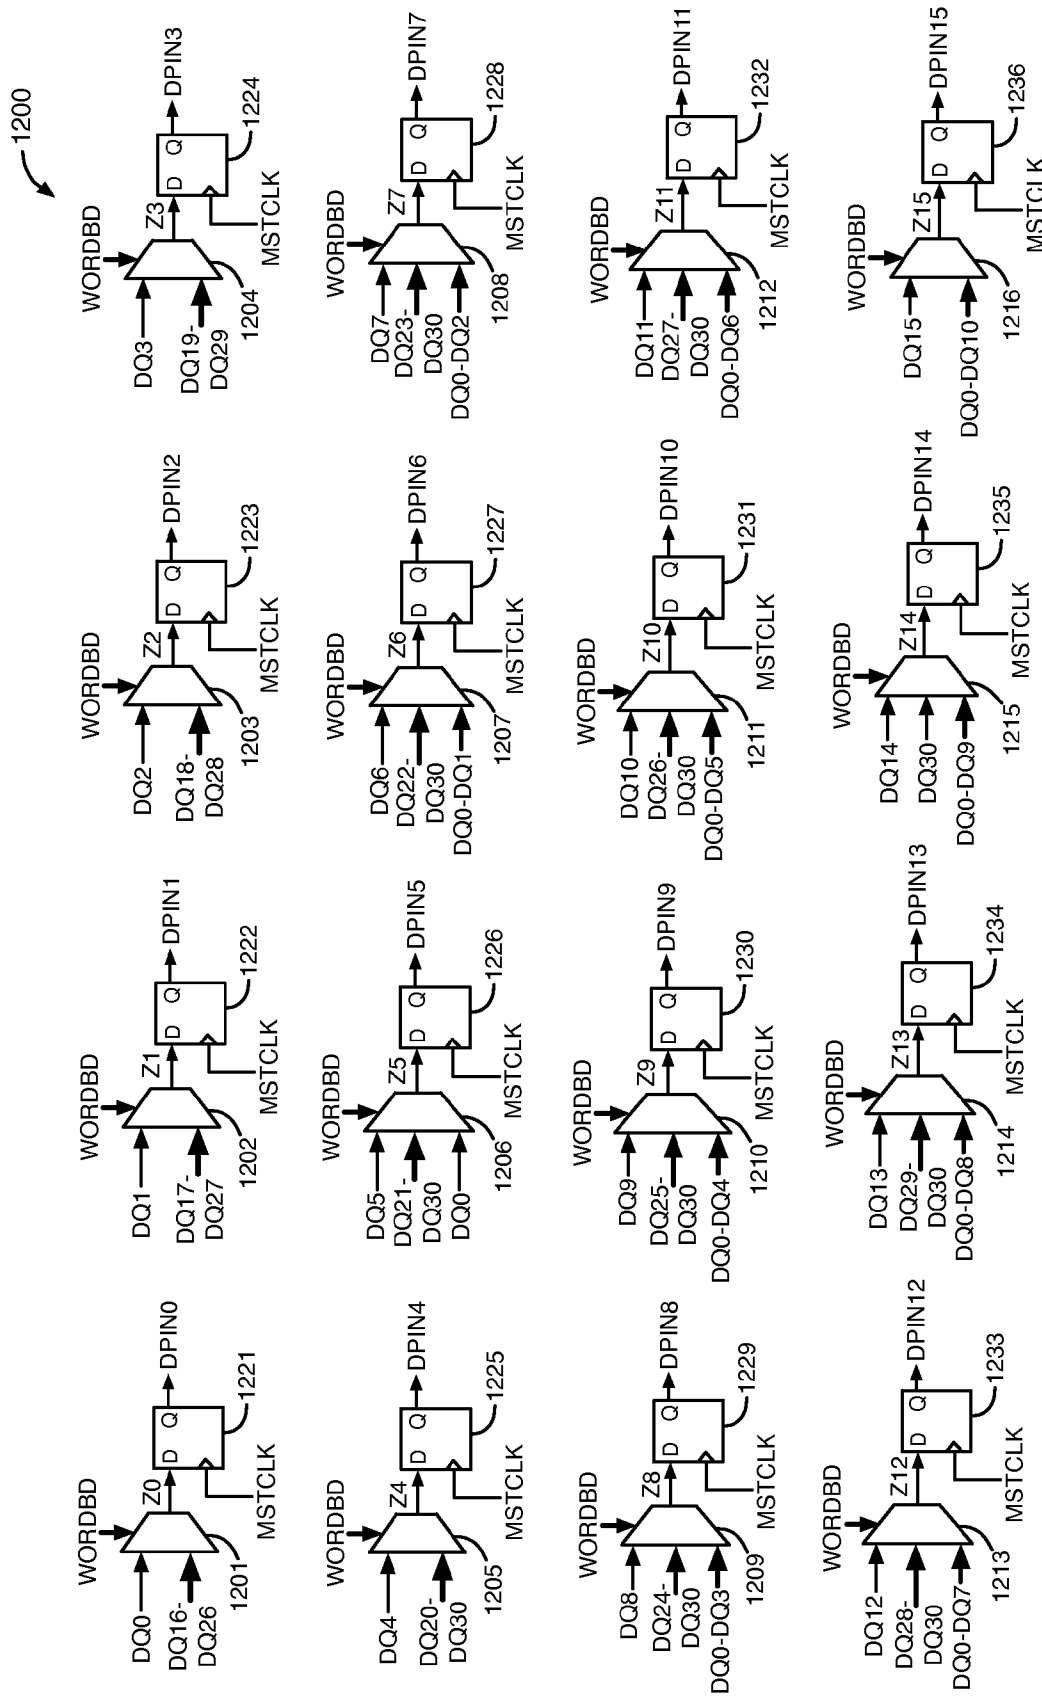 1200
WORDBD
DQ0
DQ16-
DQ26
1201
Z0
D Q
DPIN0
1221
MSTCLK
WORDBD
DQ1
DQ17-
DQ27
1202
Z1
D Q
DPIN1
1222
MSTCLK
WORDBD
DQ2
DQ18-
DQ28
1203
Z2
D Q
DPIN2
1223
MSTCLK
WORDBD
DQ3
DQ19-
DQ29
1204
Z3
D Q
DPIN3
1224
MSTCLK
WORDBD
DQ4
DQ20-
DQ30
1205
Z4
D Q
DPIN4
1225
MSTCLK
WORDBD
DQ5
DQ21-
DQ30
DQ0
1206
Z5
D Q
DPIN5
1226
MSTCLK
WORDBD
DQ6
DQ22-
DQ30
DQ0-DQ1
1207
Z6
D Q
DPIN6
1227
MSTCLK
WORDBD
DQ7
DQ23-
DQ30
DQ0-DQ2
1208
Z7
D Q
DPIN7
1228
MSTCLK
WORDBD
DQ8
DQ24-
DQ30
DQ0-DQ3
1209
Z8
D Q
DPIN8
1229
MSTCLK
WORDBD
DQ9
DQ25-
DQ30
DQ0-DQ4
1210
Z9
D Q
DPIN9
1230
MSTCLK
WORDBD
DQ10
DQ26-
DQ30
DQ0-DQ5
1211
Z10
D Q
DPIN10
1231
MSTCLK
WORDBD
DQ11
DQ27-
DQ30
DQ0-DQ6
1212
Z11
D Q
DPIN11
1232
MSTCLK
WORDBD
DQ12
DQ28-
DQ30
DQ0-DQ7
1213
Z12
D Q
DPIN12
1233
MSTCLK
WORDBD
DQ13
DQ29-
DQ30
DQ0-DQ8
1214
Z13
D Q
DPIN13
1234
MSTCLK
WORDBD
DQ14
DQ30
DQ0-DQ9
1215
Z14
D Q
DPIN14
1235
MSTCLK
WORDBD
DQ15
DQ0-DQ10
1216
Z15
D Q
DPIN15
1236
MSTCLK